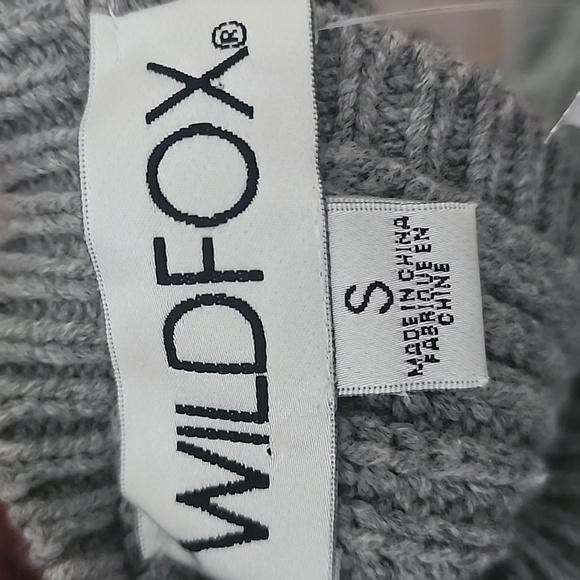 WILDFOX®
S
MADE IN CHINA
FABRIQUE EN
CHINE